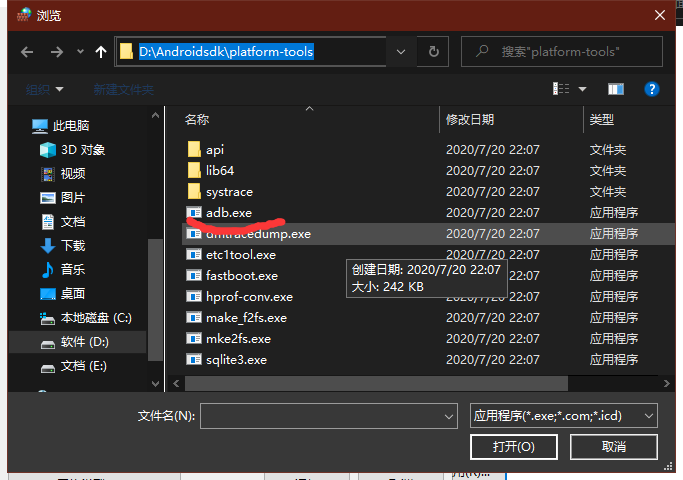 浏览
D:\Androidsdk\platform-tools
搜索"platform-tools"
组织 新建文件夹
此电脑
3D 对象
视频
图片
文档
下载
音乐
桌面
本地磁盘 (C:)
软件 (D:)
文档 (E:)
名称 修改日期 类型
api 2020/7/20 22:07 文件夹
lib64 2020/7/20 22:07 文件夹
systrace 2020/7/20 22:07 文件夹
adb.exe 2020/7/20 22:07 应用程序
dmtracedump.exe 2020/7/20 22:07 应用程序
etc1tool.exe 2020/7/20 22:07 应用程序
fastboot.exe 2020/7/20 22:07 应用程序
hprof-conv.exe 2020/7/20 22:07 应用程序
make_f2fs.exe 2020/7/20 22:07 应用程序
mke2fs.exe 2020/7/20 22:07 应用程序
sqlite3.exe 2020/7/20 22:07 应用程序
创建日期: 2020/7/20 22:07
大小: 242 KB
文件名(N): 应用程序(*.exe;*.com;*.icd)
打开(O) 取消